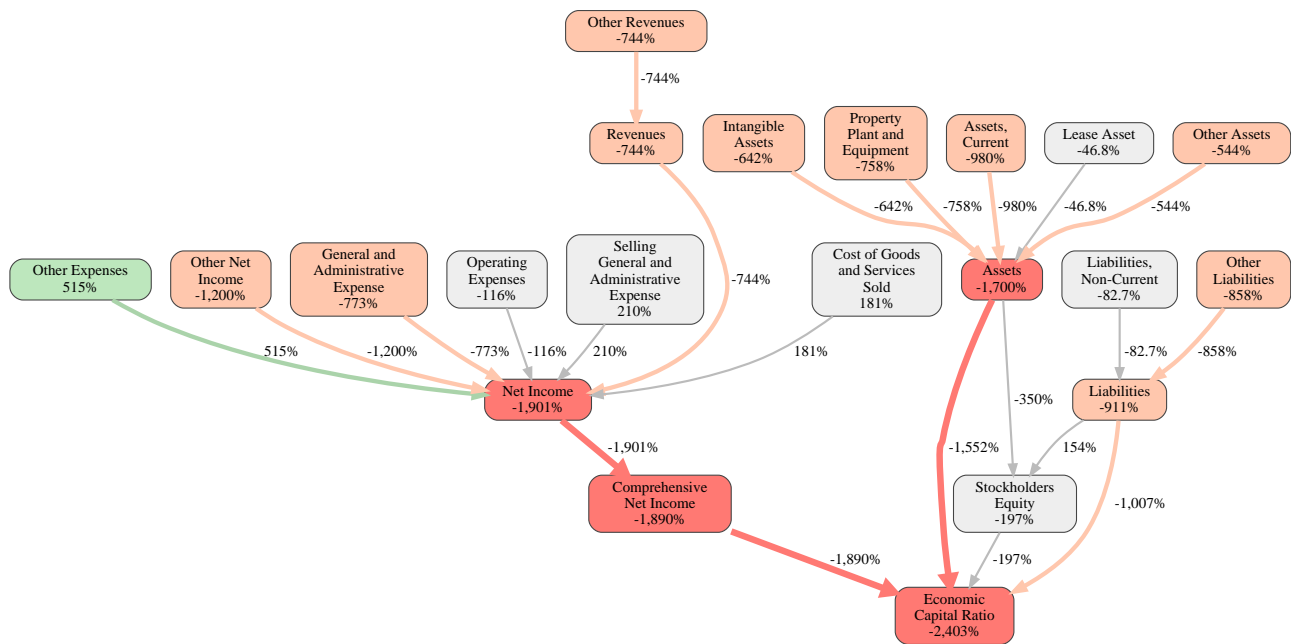 Other Revenues
-744%
-744%
Revenues
-744%
Intangible
Assets
-642%
Property
Plant and
Equipment
-758%
Assets,
Current
-980%
Lease Asset
-46.8%
Other Assets
-544%
-642%
-758%
-980%
-46.8%
-544%
Other Expenses
515%
Other Net
Income
-1,200%
General and
Administrative
Expense
-773%
Operating
Expenses
-116%
Selling
General and
Administrative
Expense
210%
-744%
Cost of Goods
and Services
Sold
181%
Assets
-1,700%
Liabilities,
Non-Current
-82.7%
Other
Liabilities
-858%
515%
-1,200%
-773%
-116%
210%
181%
-82.7%
-858%
Net Income
-1,901%
-350%
Liabilities
-911%
-1,901%
-1,552%
154%
Comprehensive
Net Income
-1,890%
Stockholders
Equity
-197%
-1,007%
-1,890%
-197%
Economic
Capital Ratio
-2,403%